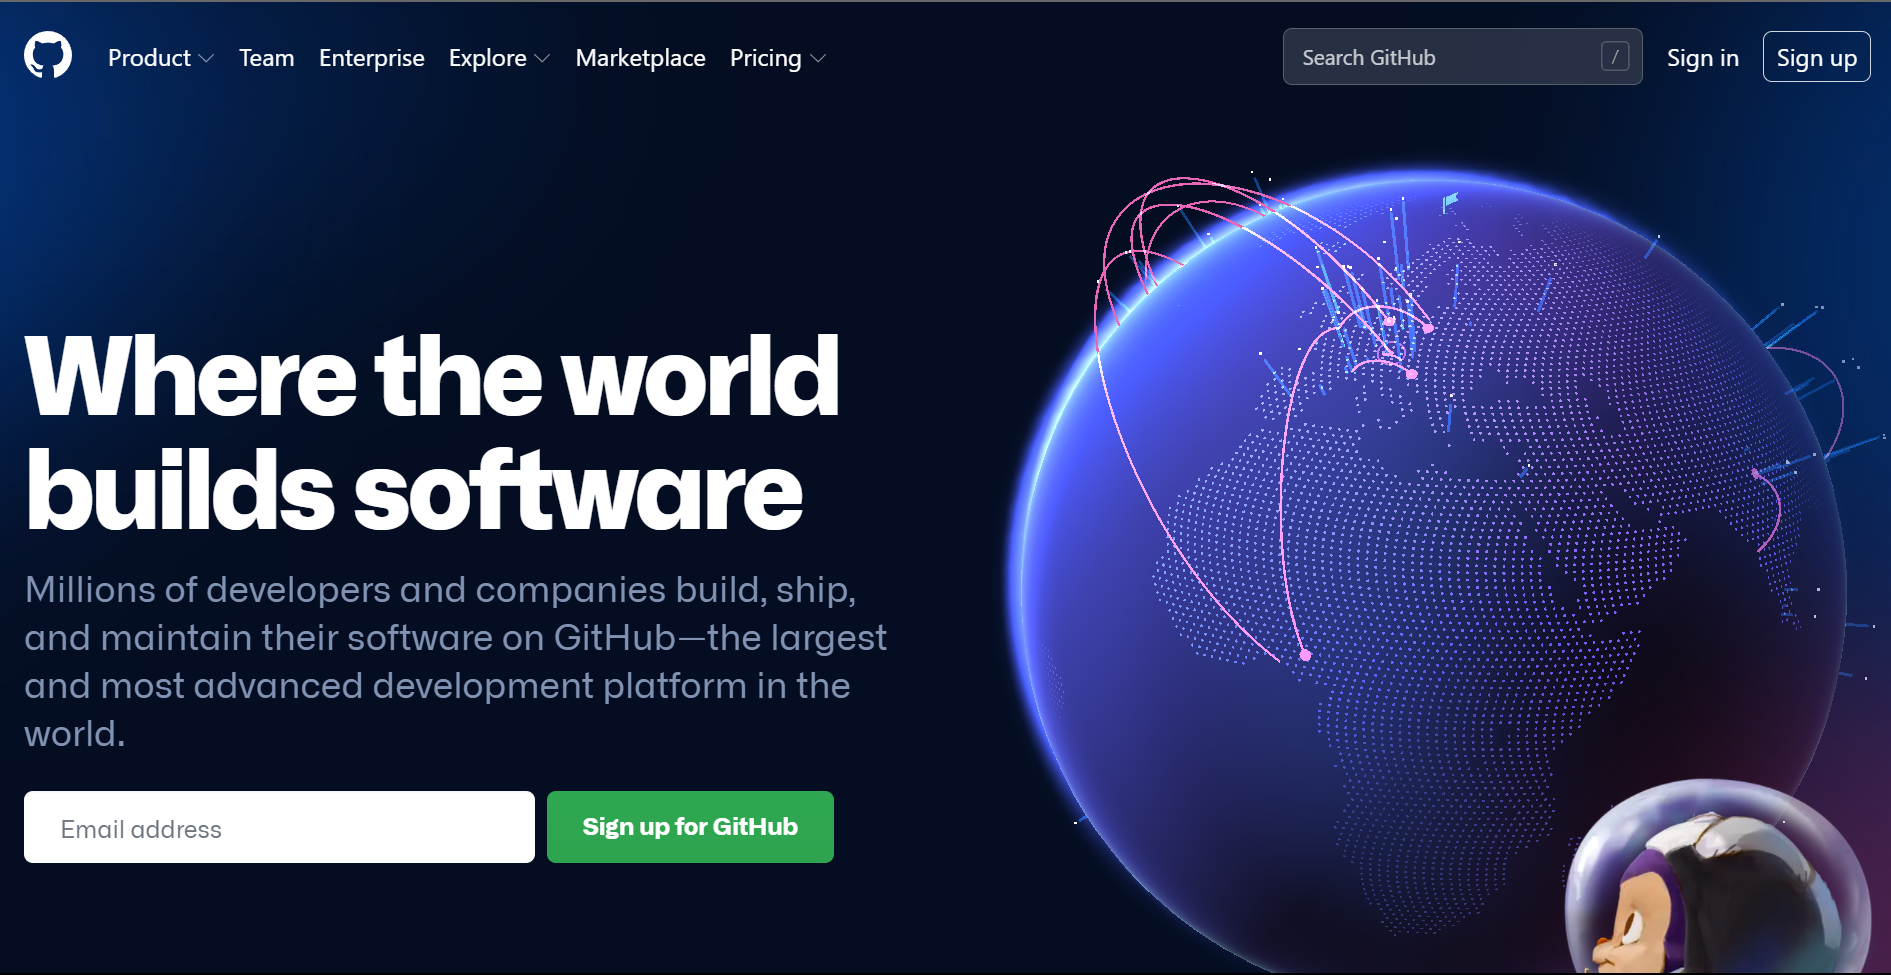 Product Team Enterprise Explore Marketplace Pricing Search GitHub / Sign in Sign up
Where the world
builds software
Millions of developers and companies build, ship,
and maintain their software on GitHub—the largest
and most advanced development platform in the
world.
Email address Sign up for GitHub